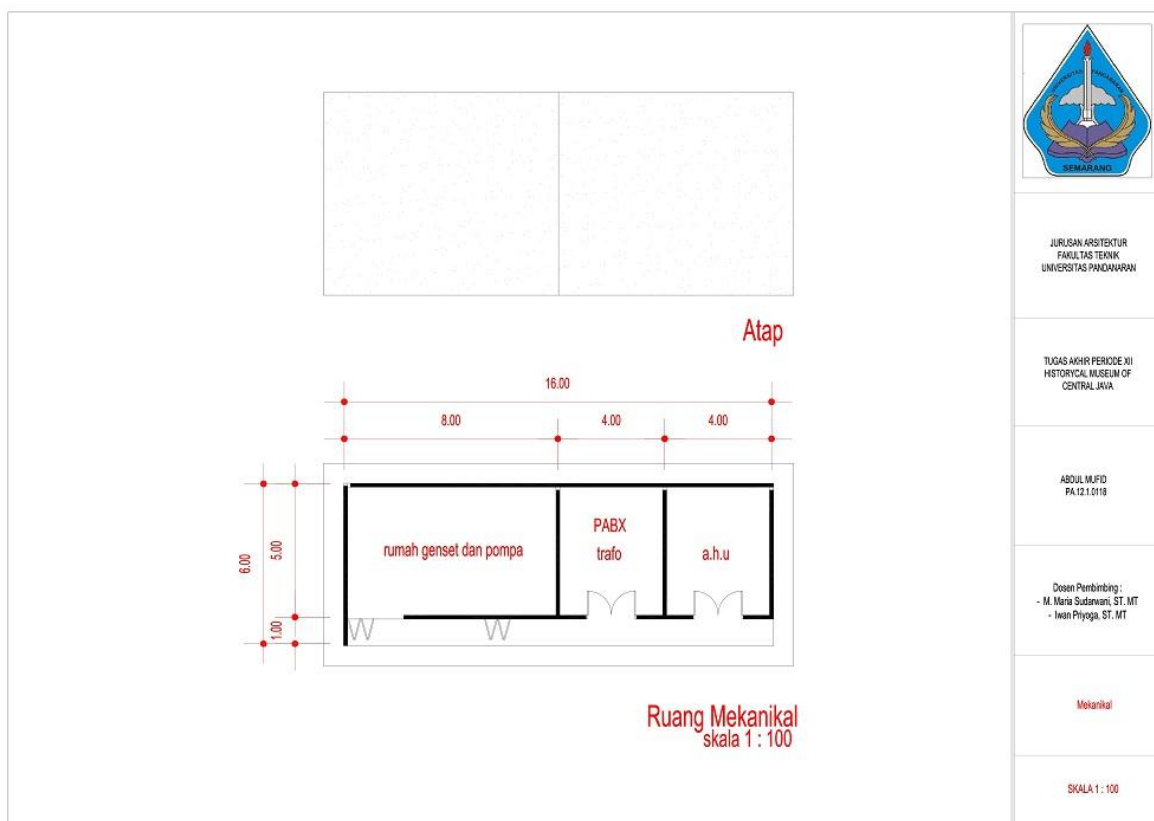 Atap
16.00
8.00
4.00
4.00
6.00
5.00
1.00
rumah genset dan pompa
PABX
trafo
a.h.u
Ruang Mekanikal
skala 1 : 100
UNIVERSITAS PANDANARAN
SEMARANG
JURUSAN ARSITEKTUR
FAKULTAS TEKNIK
UNIVERSITAS PANDANARAN
TUGAS AKHIR PERIODE XII
HISTORYCAL MUSEUM OF
CENTRAL JAVA
ABDUL MUFID
PA.12.1.0118
Dosen Pembimbing :
- M. Maria Sudarwani, ST. MT
- Iwan Priyoga, ST. MT
Mekanikal
SKALA 1 : 100